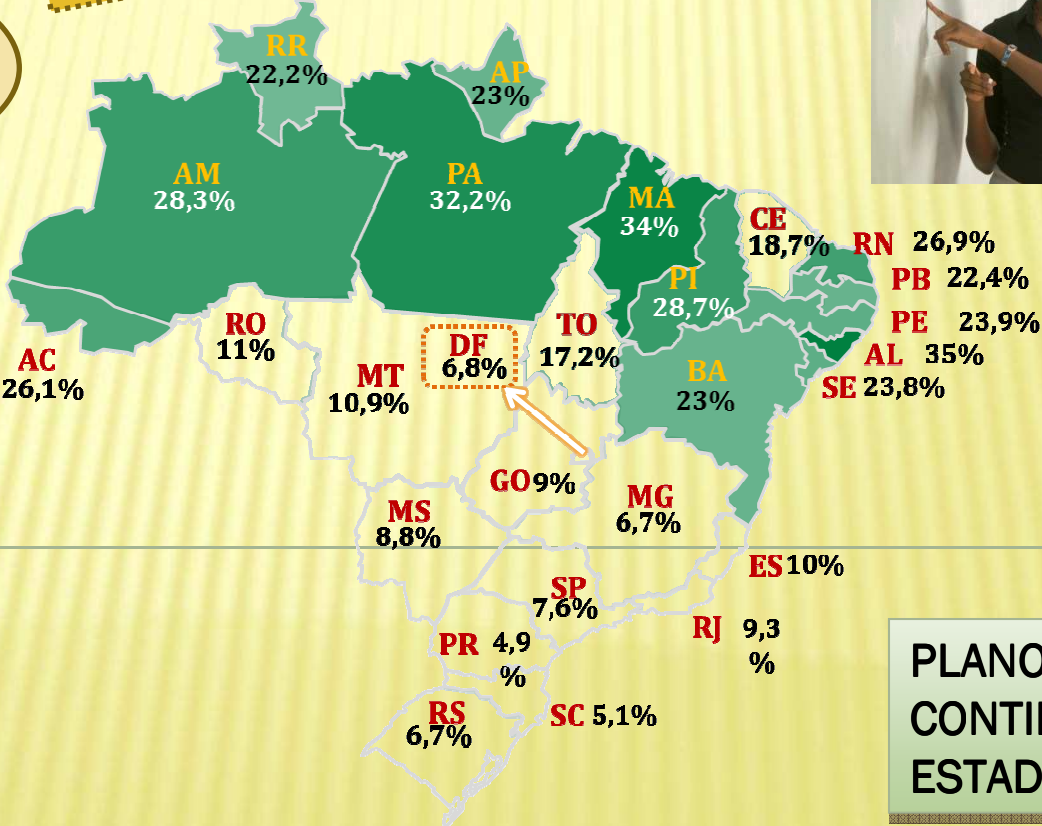 RR
22,2%
AP
23%
AM
28,3%
PA
32,2%
MA
34%
CE
18,7%
RN 26,9%
PB 22,4%
PI
28,7%
PE 23,9%
AL 35%
SE 23,8%
AC
26,1%
RO
11%
MT
10,9%
DF
6,8%
TO
17,2%
BA
23%
GO 9%
MG
6,7%
MS
8,8%
ES 10%
SP
7,6%
RJ 9,3
%
PR 4,9
%
SC 5,1%
RS
6,7%
PLANO
CONTI
ESTAD